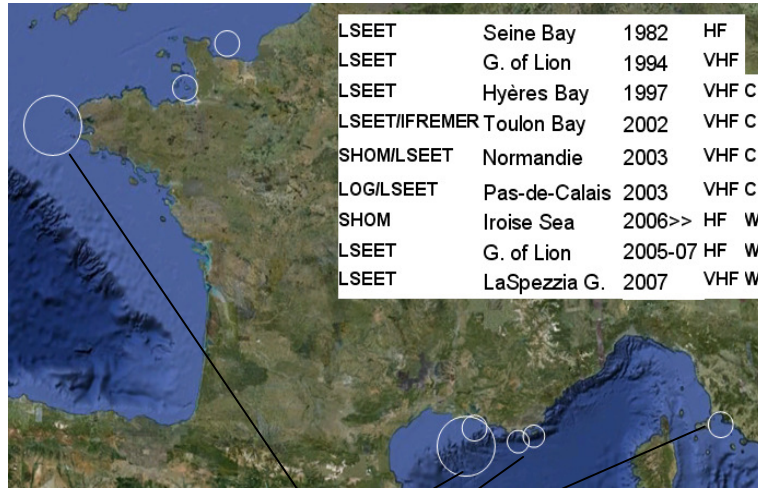 LSEET Seine Bay 1982 HF
LSEET G. of Lion 1994 VHF
LSEET Hyères Bay 1997 VHF C
LSEET/IFREMER Toulon Bay 2002 VHF C
SHOM/LSEET Normandie 2003 VHF C
LOG/LSEET Pas-de-Calais 2003 VHF C
SHOM Iroise Sea 2006>> HF W
LSEET G. of Lion 2005-07 HF W
LSEET LaSpezzia G. 2007 VHF W